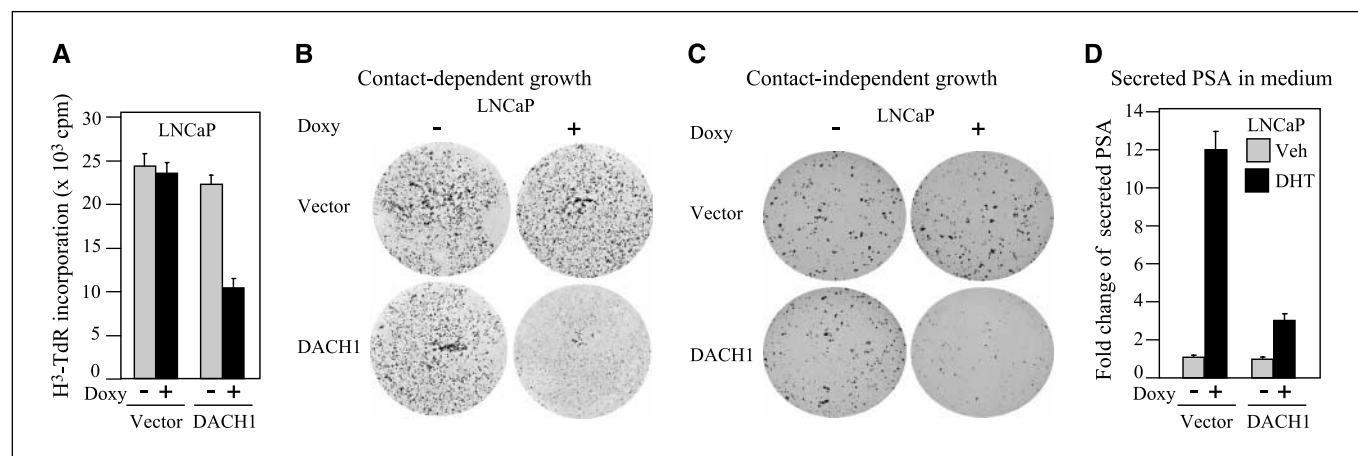 A
H³-TdR incorporation (x 10³ cpm)
30
25
20
15
10
5
0
LNCaP
Doxy - + - +
Vector DACH1
B
Contact-dependent growth
LNCaP
Doxy - +
Vector
DACH1
C
Contact-independent growth
LNCaP
Doxy - +
Vector
DACH1
D
Secreted PSA in medium
Fold change of secreted PSA
14
12
10
8
6
4
2
0
LNCaP
Veh
DHT
Doxy - + - +
Vector DACH1